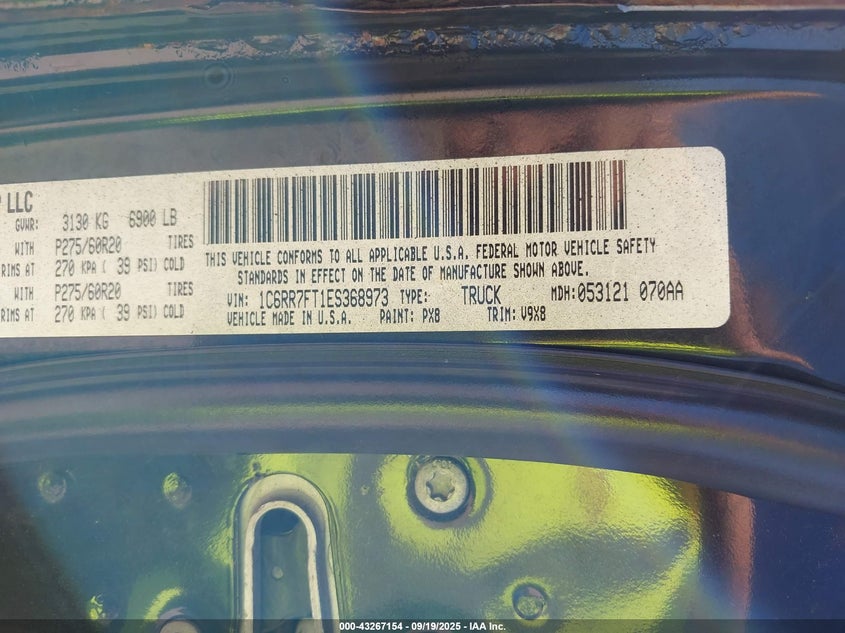 LLC
GVWR: 3130 KG 6900 LB
WITH P275/60R20 TIRES
RIMS AT 270 KPA ( 39 PSI) COLD
WITH P275/60R20 TIRES
RIMS AT 270 KPA ( 39 PSI) COLD
THIS VEHICLE CONFORMS TO ALL APPLICABLE U.S.A. FEDERAL MOTOR VEHICLE SAFETY
STANDARDS IN EFFECT ON THE DATE OF MANUFACTURE SHOWN ABOVE.
VIN: 1C6RR7FT1ES368973 TYPE: TRUCK MDH: 053121 070AA
VEHICLE MADE IN U.S.A. PAINT: PX8 TRIM: V9X8
000-43267154 - 09/19/2025 - IAA Inc.